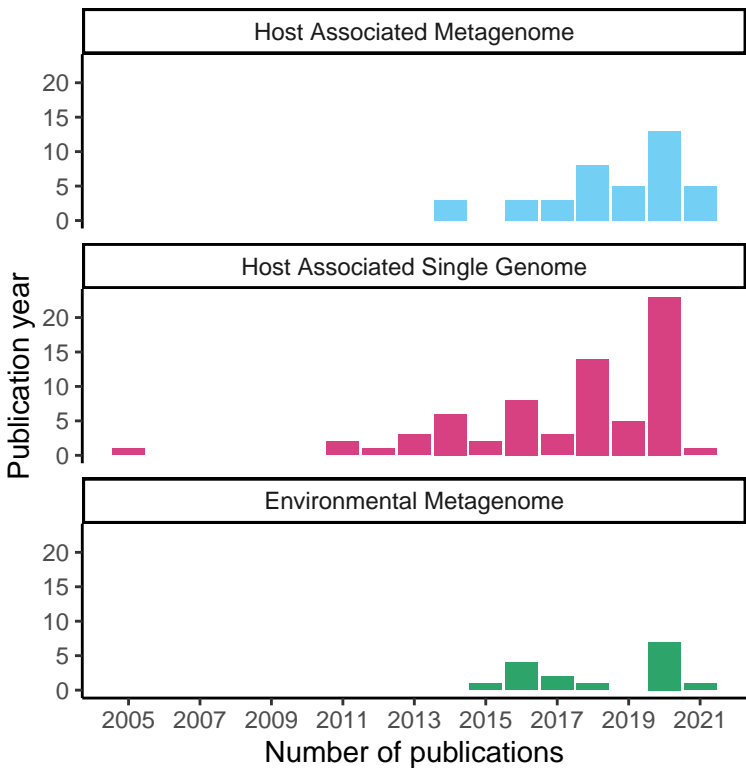 Host Associated Metagenome
20
15
10
5
0
Host Associated Single Genome
20
15
10
5
0
Environmental Metagenome
20
15
10
5
0
Publication year
2005 2007 2009 2011 2013 2015 2017 2019 2021
Number of publications